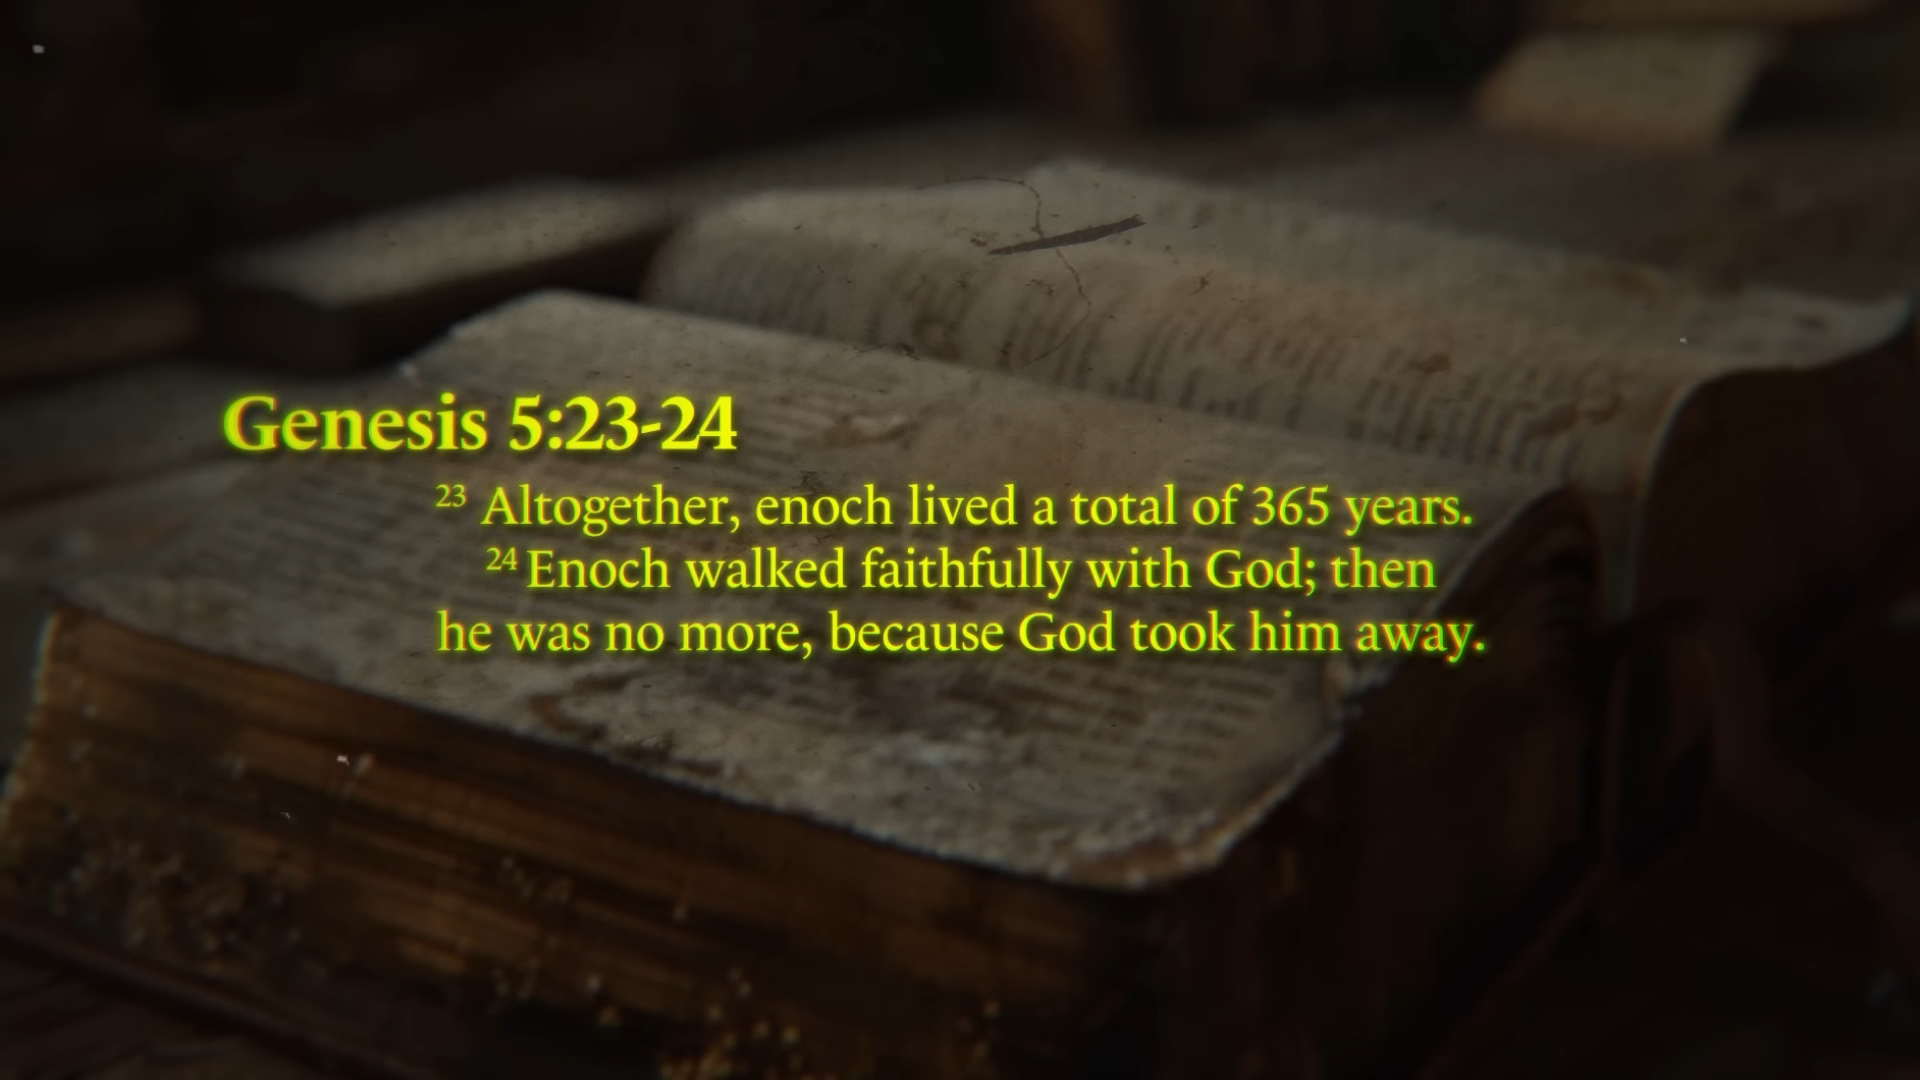 Genesis 5:23-24
23 Altogether, enoch lived a total of 365 years.
24 Enoch walked faithfully with God; then
he was no more, because God took him away.